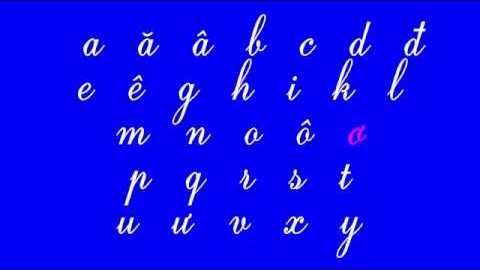 a ă â b c d đ
e ê g h i k l
m n o ô ơ
p q r s t
u ư v x y